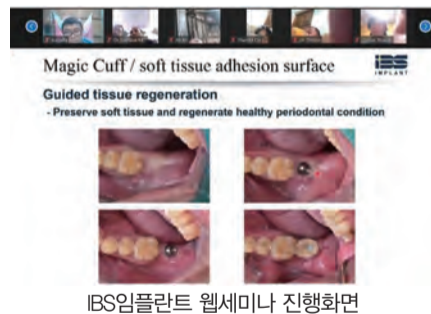 Magic Cuff / soft tissue adhesion surface
IBS
IMPLANT
Guided tissue regeneration
- Preserve soft tissue and regenerate healthy periodontal condition
IBS임플란트 웹세미나 진행화면